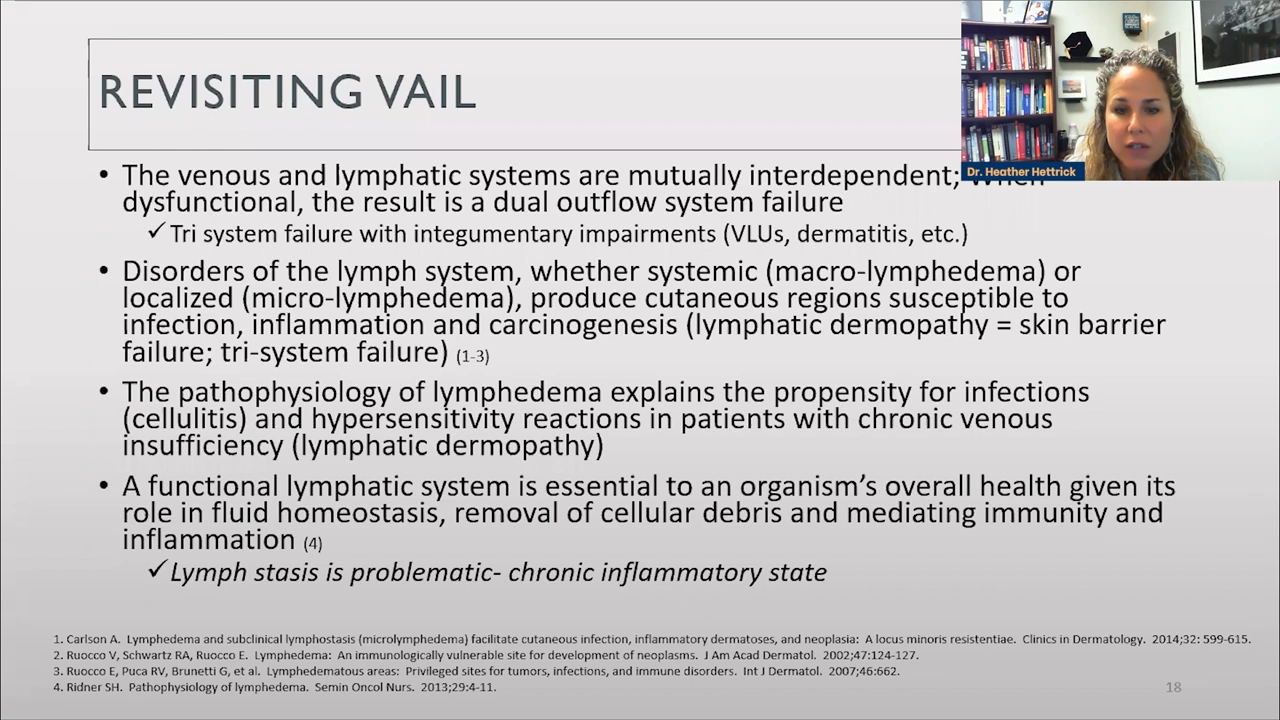 REVISITING VAIL
Dr. Heather Hettrick
• The venous and lymphatic systems are mutually interdependent; when
dysfunctional, the result is a dual outflow system failure
✓Tri system failure with integumentary impairments (VLUs, dermatitis, etc.)
• Disorders of the lymph system, whether systemic (macro-lymphedema) or
localized (micro-lymphedema), produce cutaneous regions susceptible to
infection, inflammation and carcinogenesis (lymphatic dermopathy = skin barrier
failure; tri-system failure) (1-3)
• The pathophysiology of lymphedema explains the propensity for infections
(cellulitis) and hypersensitivity reactions in patients with chronic venous
insufficiency (lymphatic dermopathy)
• A functional lymphatic system is essential to an organism’s overall health given its
role in fluid homeostasis, removal of cellular debris and mediating immunity and
inflammation (4)
✓Lymph stasis is problematic- chronic inflammatory state
1. Carlson A. Lymphedema and subclinical lymphostasis (microlymphedema) facilitate cutaneous infection, inflammatory dermatoses, and neoplasia: A locus minoris resistentiae. Clinics in Dermatology. 2014;32: 599-615.
2. Ruocco V, Schwartz RA, Ruocco E. Lymphedema: An immunologically vulnerable site for development of neoplasms. J Am Acad Dermatol. 2002;47:124-127.
3. Ruocco E, Puca RV, Brunetti G, et al. Lymphedematous areas: Privileged sites for tumors, infections, and immune disorders. Int J Dermatol. 2007;46:662.
4. Ridner SH. Pathophysiology of lymphedema. Semin Oncol Nurs. 2013;29:4-11.
18